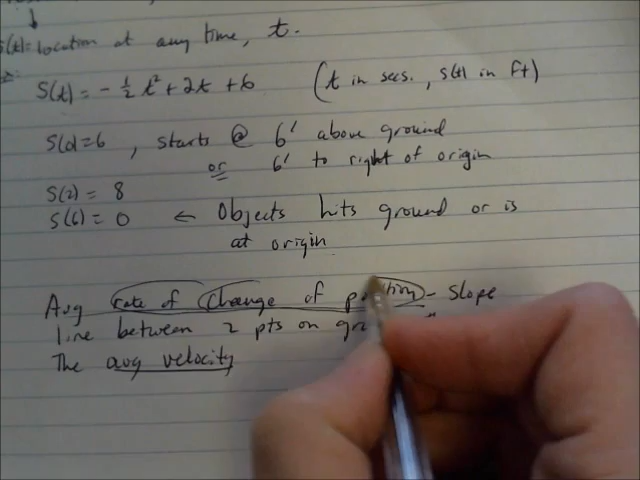 S(t)= location at any time, t.
S(t) = - 1/2 t² + 2t + 6 (t in secs., s(t) in ft)
S(0)=6, starts @ 6' above ground
or 6' to right of origin
S(2) = 8
S(6) = 0 ← Objects hits ground or is
at origin
Avg rate of change of position - slope
line between 2 pts on
The avg velocity